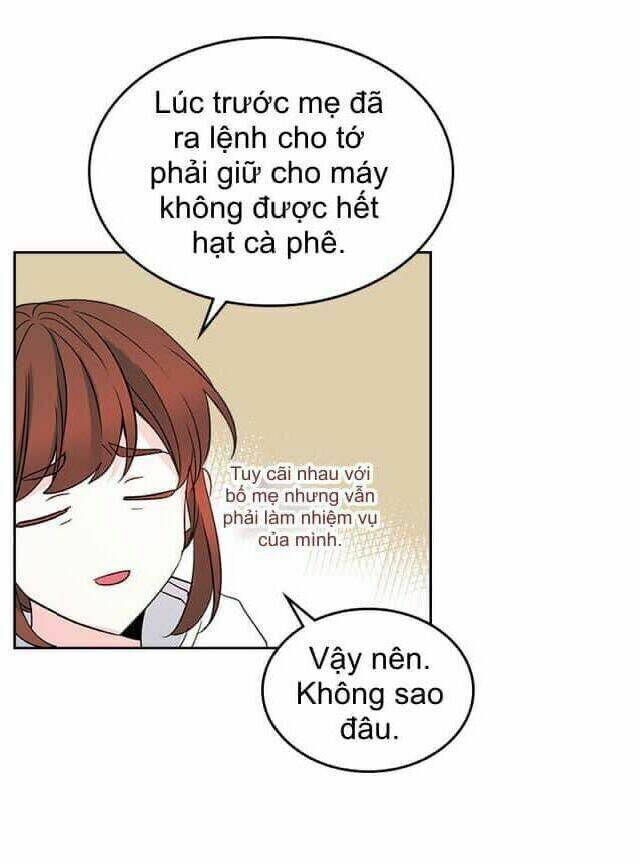 Lúc trước mẹ đã
ra lệnh cho tớ
phải giữ cho máy
không được hết
hạt cà phê.
Tuy cãi nhau với
bố mẹ nhưng vẫn
phải làm nhiệm vụ
của mình.
Vậy nên.
Không sao
đâu.